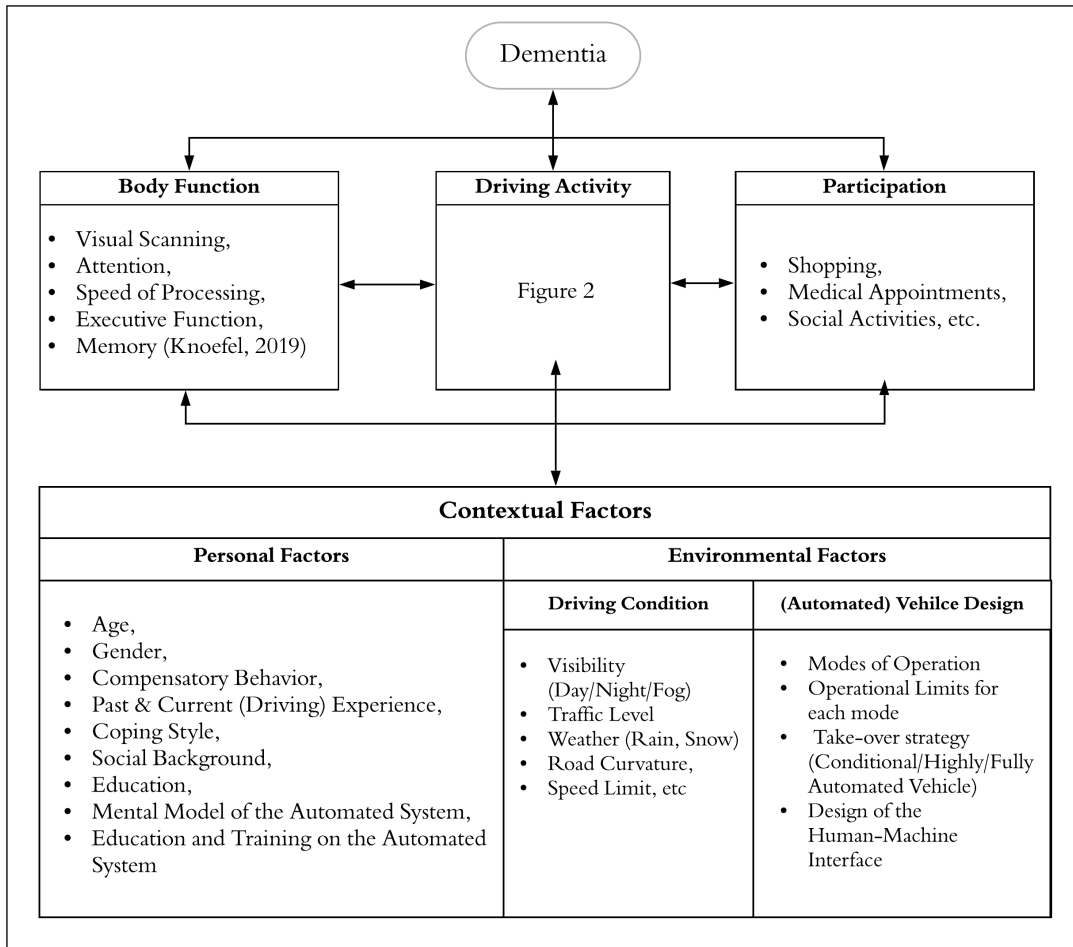 Dementia
Body Function
• Visual Scanning,
• Attention,
• Speed of Processing,
• Executive Function,
• Memory (Knoefel, 2019)
Driving Activity
Figure 2
Participation
• Shopping,
• Medical Appointments,
• Social Activities, etc.
Contextual Factors
Personal Factors
• Age,
• Gender,
• Compensatory Behavior,
• Past & Current (Driving) Experience,
• Coping Style,
• Social Background,
• Education,
• Mental Model of the Automated System,
• Education and Training on the Automated
System
Environmental Factors
Driving Condition
• Visibility
(Day/Night/Fog)
• Traffic Level
• Weather (Rain, Snow)
• Road Curvature,
• Speed Limit, etc
(Automated) Vehilce Design
• Modes of Operation
• Operational Limits for
each mode
• Take-over strategy
(Conditional/Highly/Fully
Automated Vehicle)
• Design of the
Human-Machine
Interface